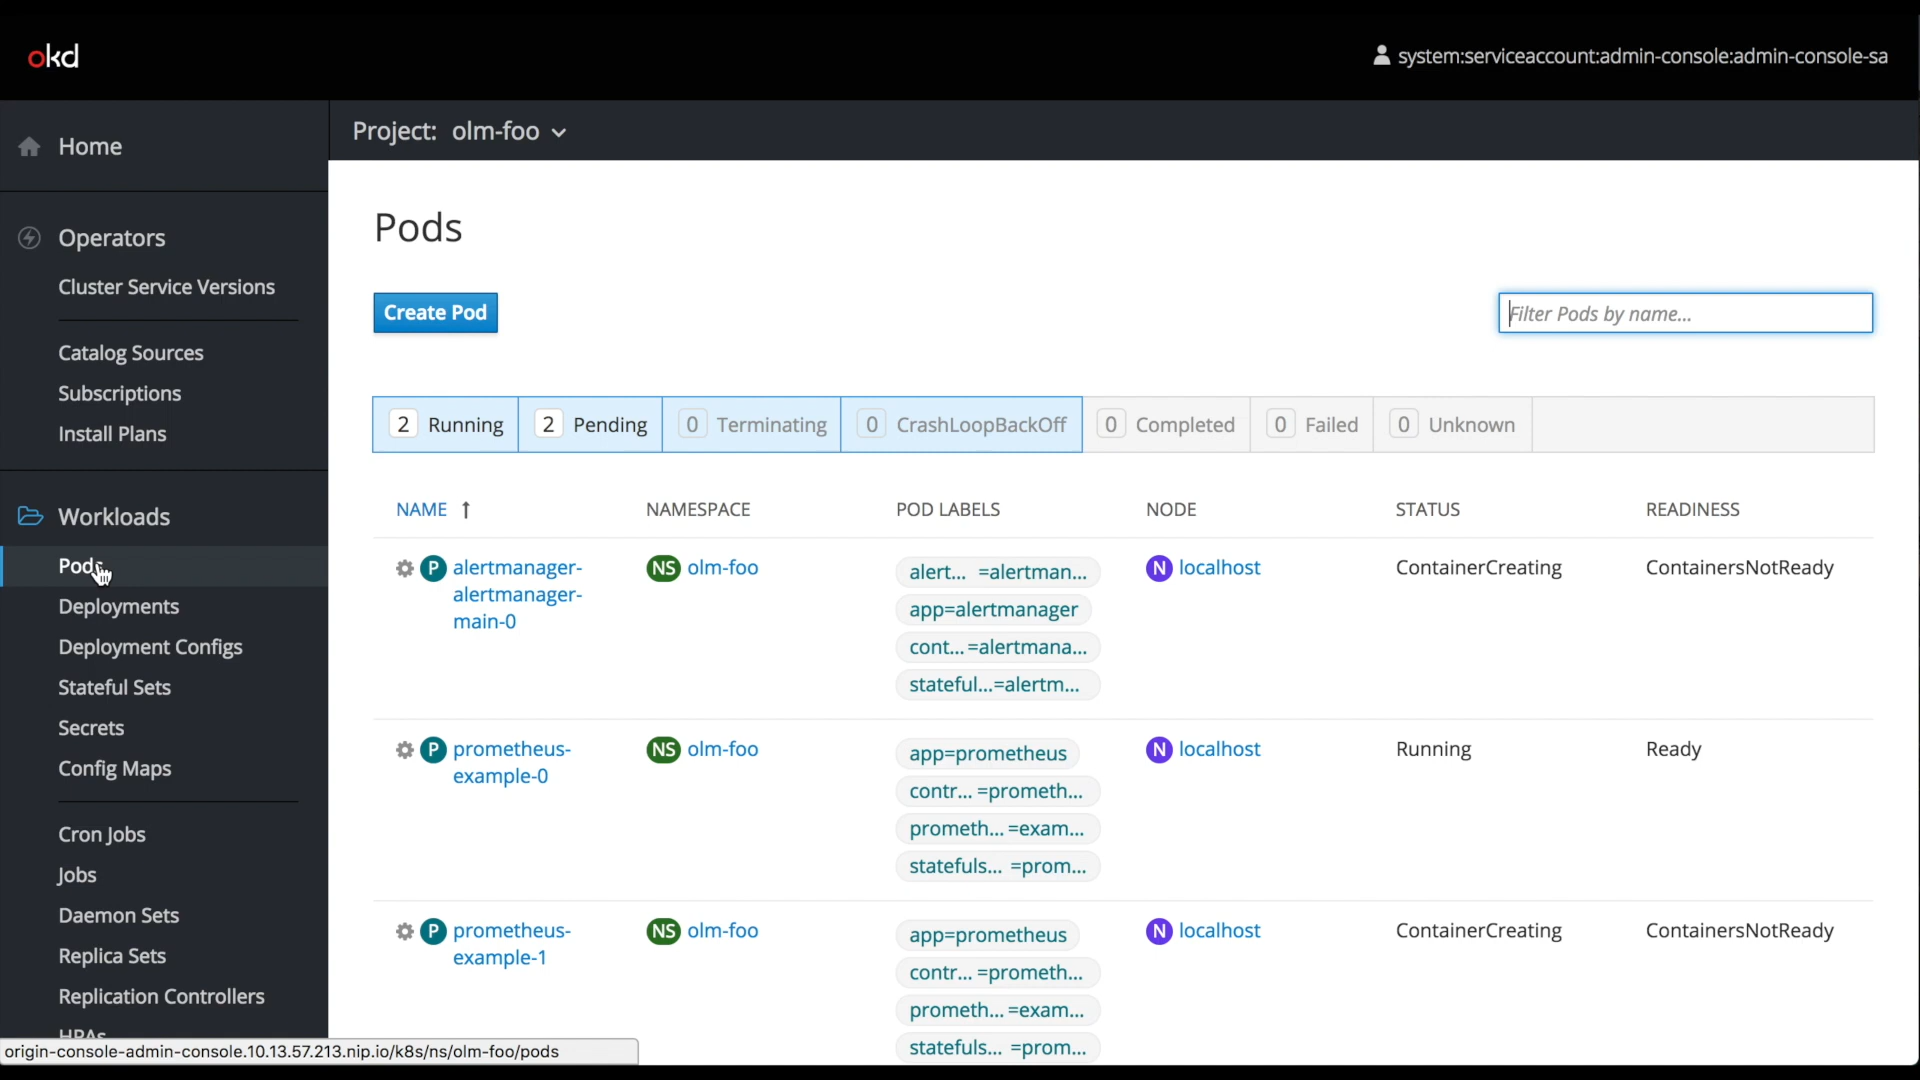 okd
system:serviceaccount:admin-console:admin-console-sa
Home
Project: olm-foo
Operators
Cluster Service Versions
Catalog Sources
Subscriptions
Install Plans
Workloads
Pods
Deployments
Deployment Configs
Stateful Sets
Secrets
Config Maps
Cron Jobs
Jobs
Daemon Sets
Replica Sets
Replication Controllers
HPAs
origin-console-admin-console.10.13.57.213.nip.io/k8s/ns/olm-foo/pods
Pods
Create Pod
Filter Pods by name...
2 Running 2 Pending 0 Terminating 0 CrashLoopBackOff 0 Completed 0 Failed 0 Unknown
NAME NAMESPACE POD LABELS NODE STATUS READINESS
P alertmanager- NS olm-foo alert... =alertman... N localhost ContainerCreating ContainersNotReady
alertmanager- app=alertmanager
main-0 cont...=alertmana...
stateful...=alertm...
P prometheus- NS olm-foo app=prometheus N localhost Running Ready
example-0 contr... =prometh...
prometh... =exam...
statefuls... =prom...
P prometheus- NS olm-foo app=prometheus N localhost ContainerCreating ContainersNotReady
example-1 contr... =prometh...
prometh... =exam...
statefuls... =prom...